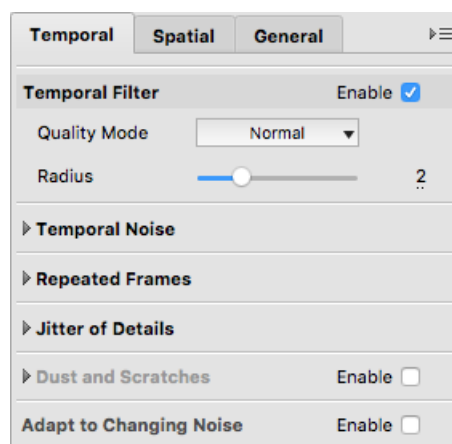 Temporal Spatial General
Temporal Filter Enable
Quality Mode Normal
Radius 2
Temporal Noise
Repeated Frames
Jitter of Details
Dust and Scratches Enable
Adapt to Changing Noise Enable